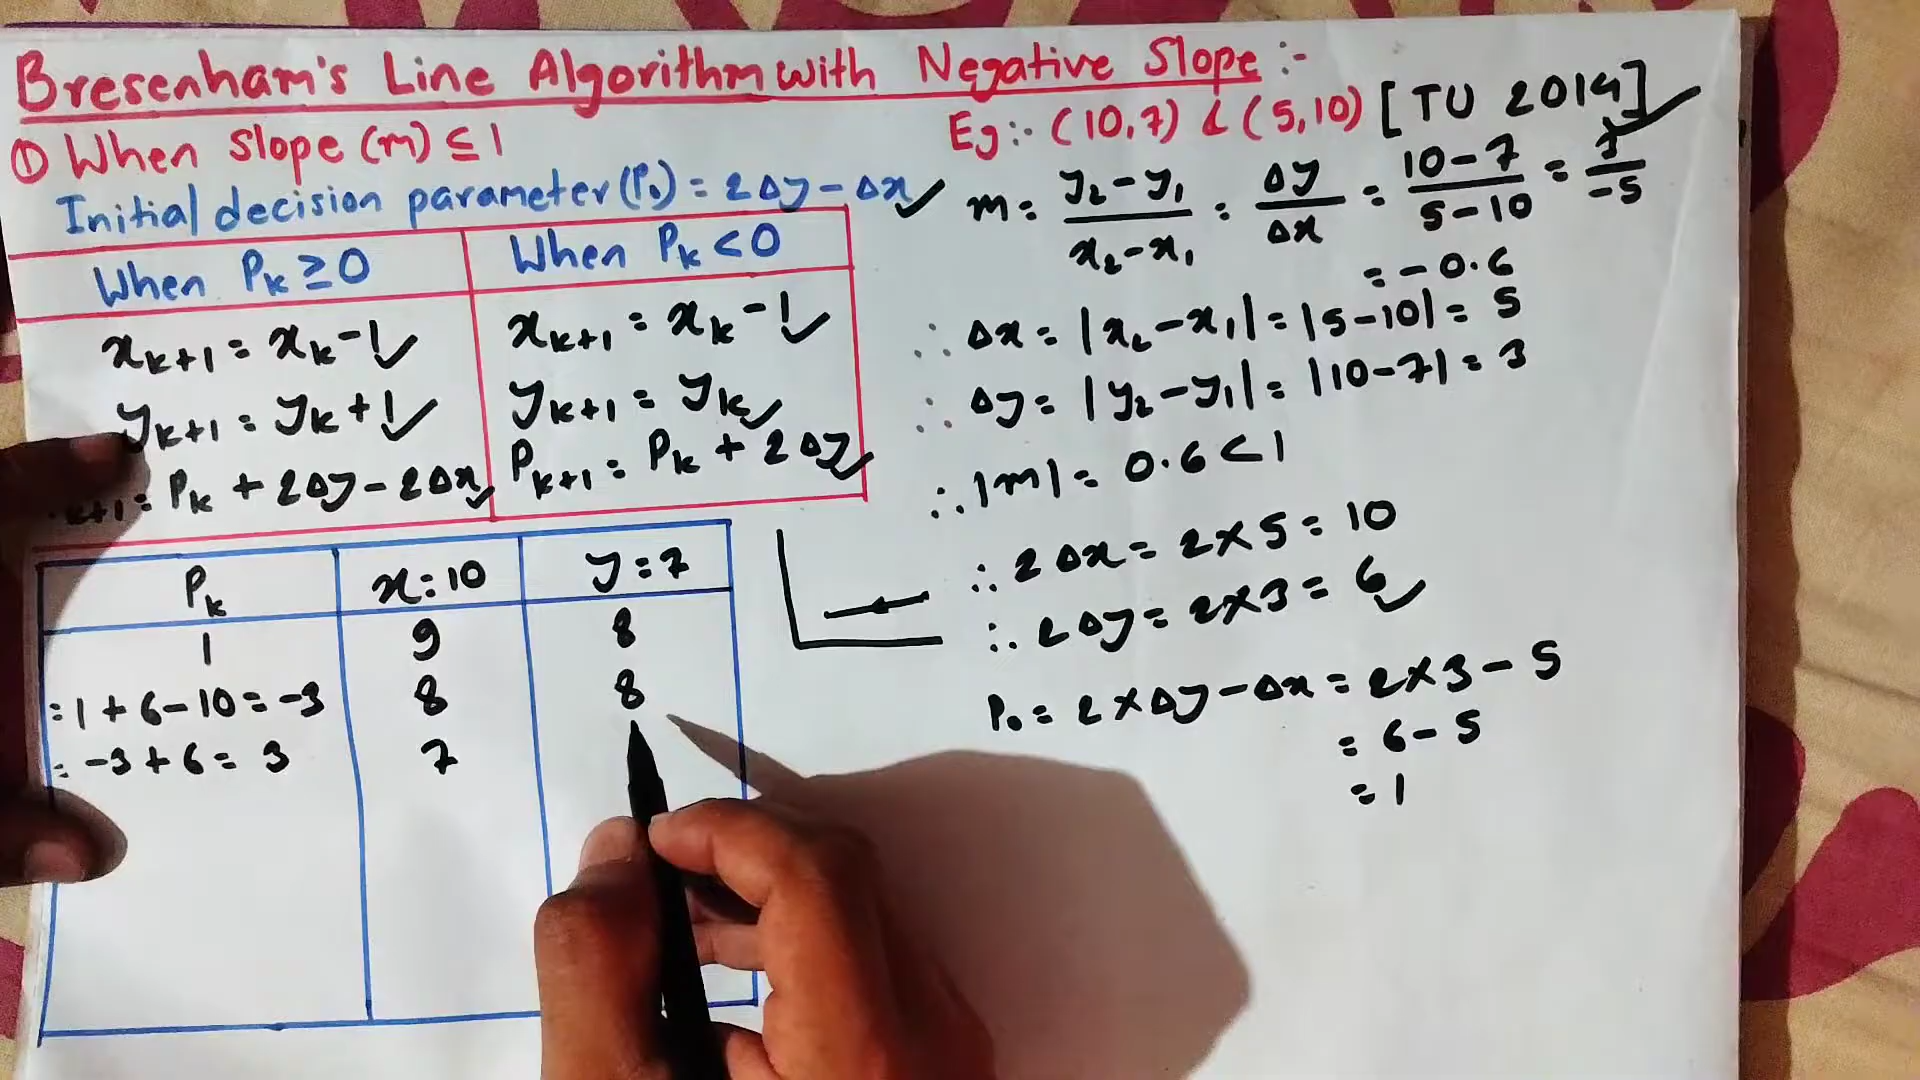 Bresenham's Line Algorithm with Negative Slope :-
① When Slope (m) ≤ 1
Initial decision parameter (P₀) = 2Δy - Δx ✓
When Pk ≥ 0
xk+1 = xk - 1 ✓
yk+1 = yk + 1 ✓
k+1 = Pk + 2Δy - 2Δx ✓
When Pk < 0
xk+1 = xk - 1 ✓
yk+1 = yk ✓
Pk+1 = Pk + 2Δy ✓
Pk x = 10 y = 7
1 9 8
= 1 + 6 - 10 = -3 8 8
= -3 + 6 = 3 7
Eg :- (10,7) & (5,10) [TU 2014] ✓
m = y₂ - y₁ / x₂ - x₁ = Δy / Δx = 10 - 7 / 5 - 10 = 3 / -5
= -0.6
∴ Δx = |x₂ - x₁| = |5 - 10| = 5
∴ Δy = |y₂ - y₁| = |10 - 7| = 3
∴ |m| = 0.6 < 1
∴ 2Δx = 2 × 5 = 10
∴ 2Δy = 2 × 3 = 6 ✓
P₀ = 2 × Δy - Δx = 2 × 3 - 5
= 6 - 5
= 1